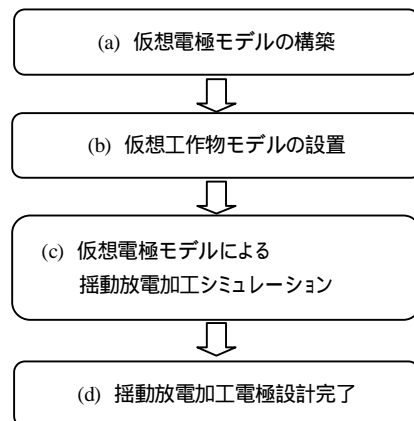 (a) 仮想電極モデルの構築
(b) 仮想工作物モデルの設置
(c) 仮想電極モデルによる
揺動放電加工シミュレーション
(d) 揺動放電加工電極設計完了